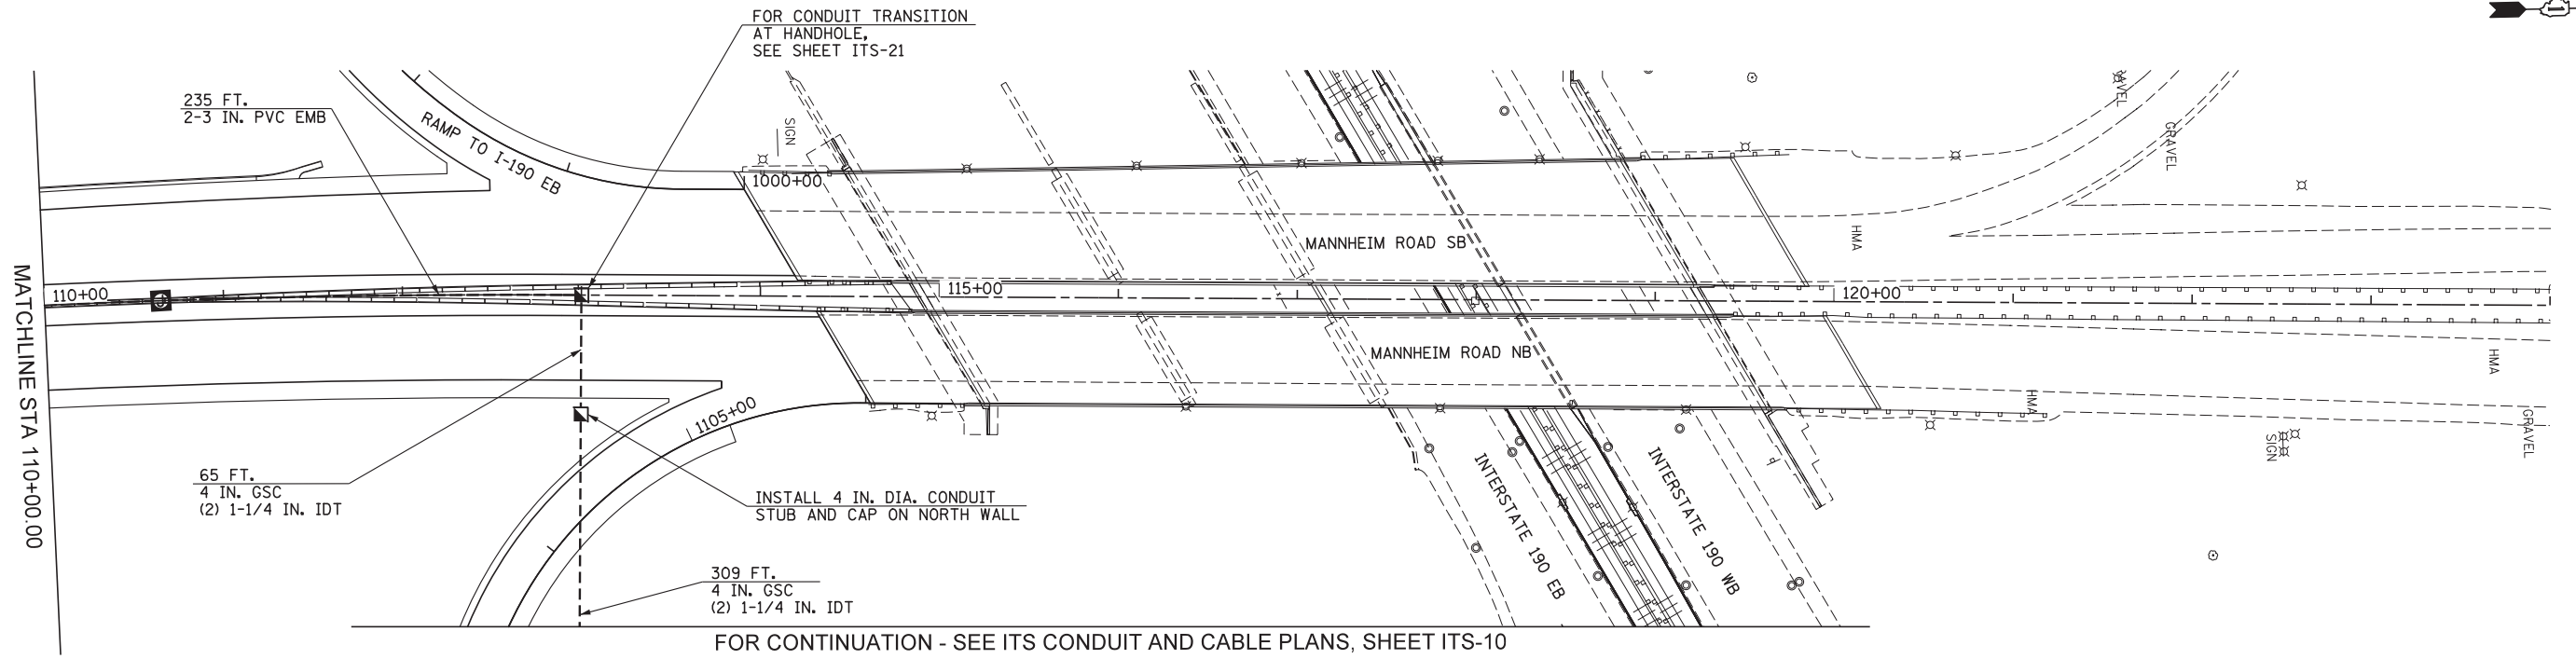 FOR CONDUIT TRANSITION
AT HANDHOLE,
SEE SHEET ITS-21
235 FT.
2-3 IN. PVC EMB
RAMP TO I-190 EB
SIGN
1000+00
GRAVEL
HMA
MANNHEIM ROAD SB
MATCHLINE STA 110+00.00
110+00
115+00
120+00
MANNHEIM ROAD NB
HMA
HMA
GRAVEL
SIGN
1105+00
65 FT.
4 IN. GSC
(2) 1-1/4 IN. IDT
INSTALL 4 IN. DIA. CONDUIT
STUB AND CAP ON NORTH WALL
INTERSTATE 190 EB
INTERSTATE 190 WB
309 FT.
4 IN. GSC
(2) 1-1/4 IN. IDT
FOR CONTINUATION - SEE ITS CONDUIT AND CABLE PLANS, SHEET ITS-10